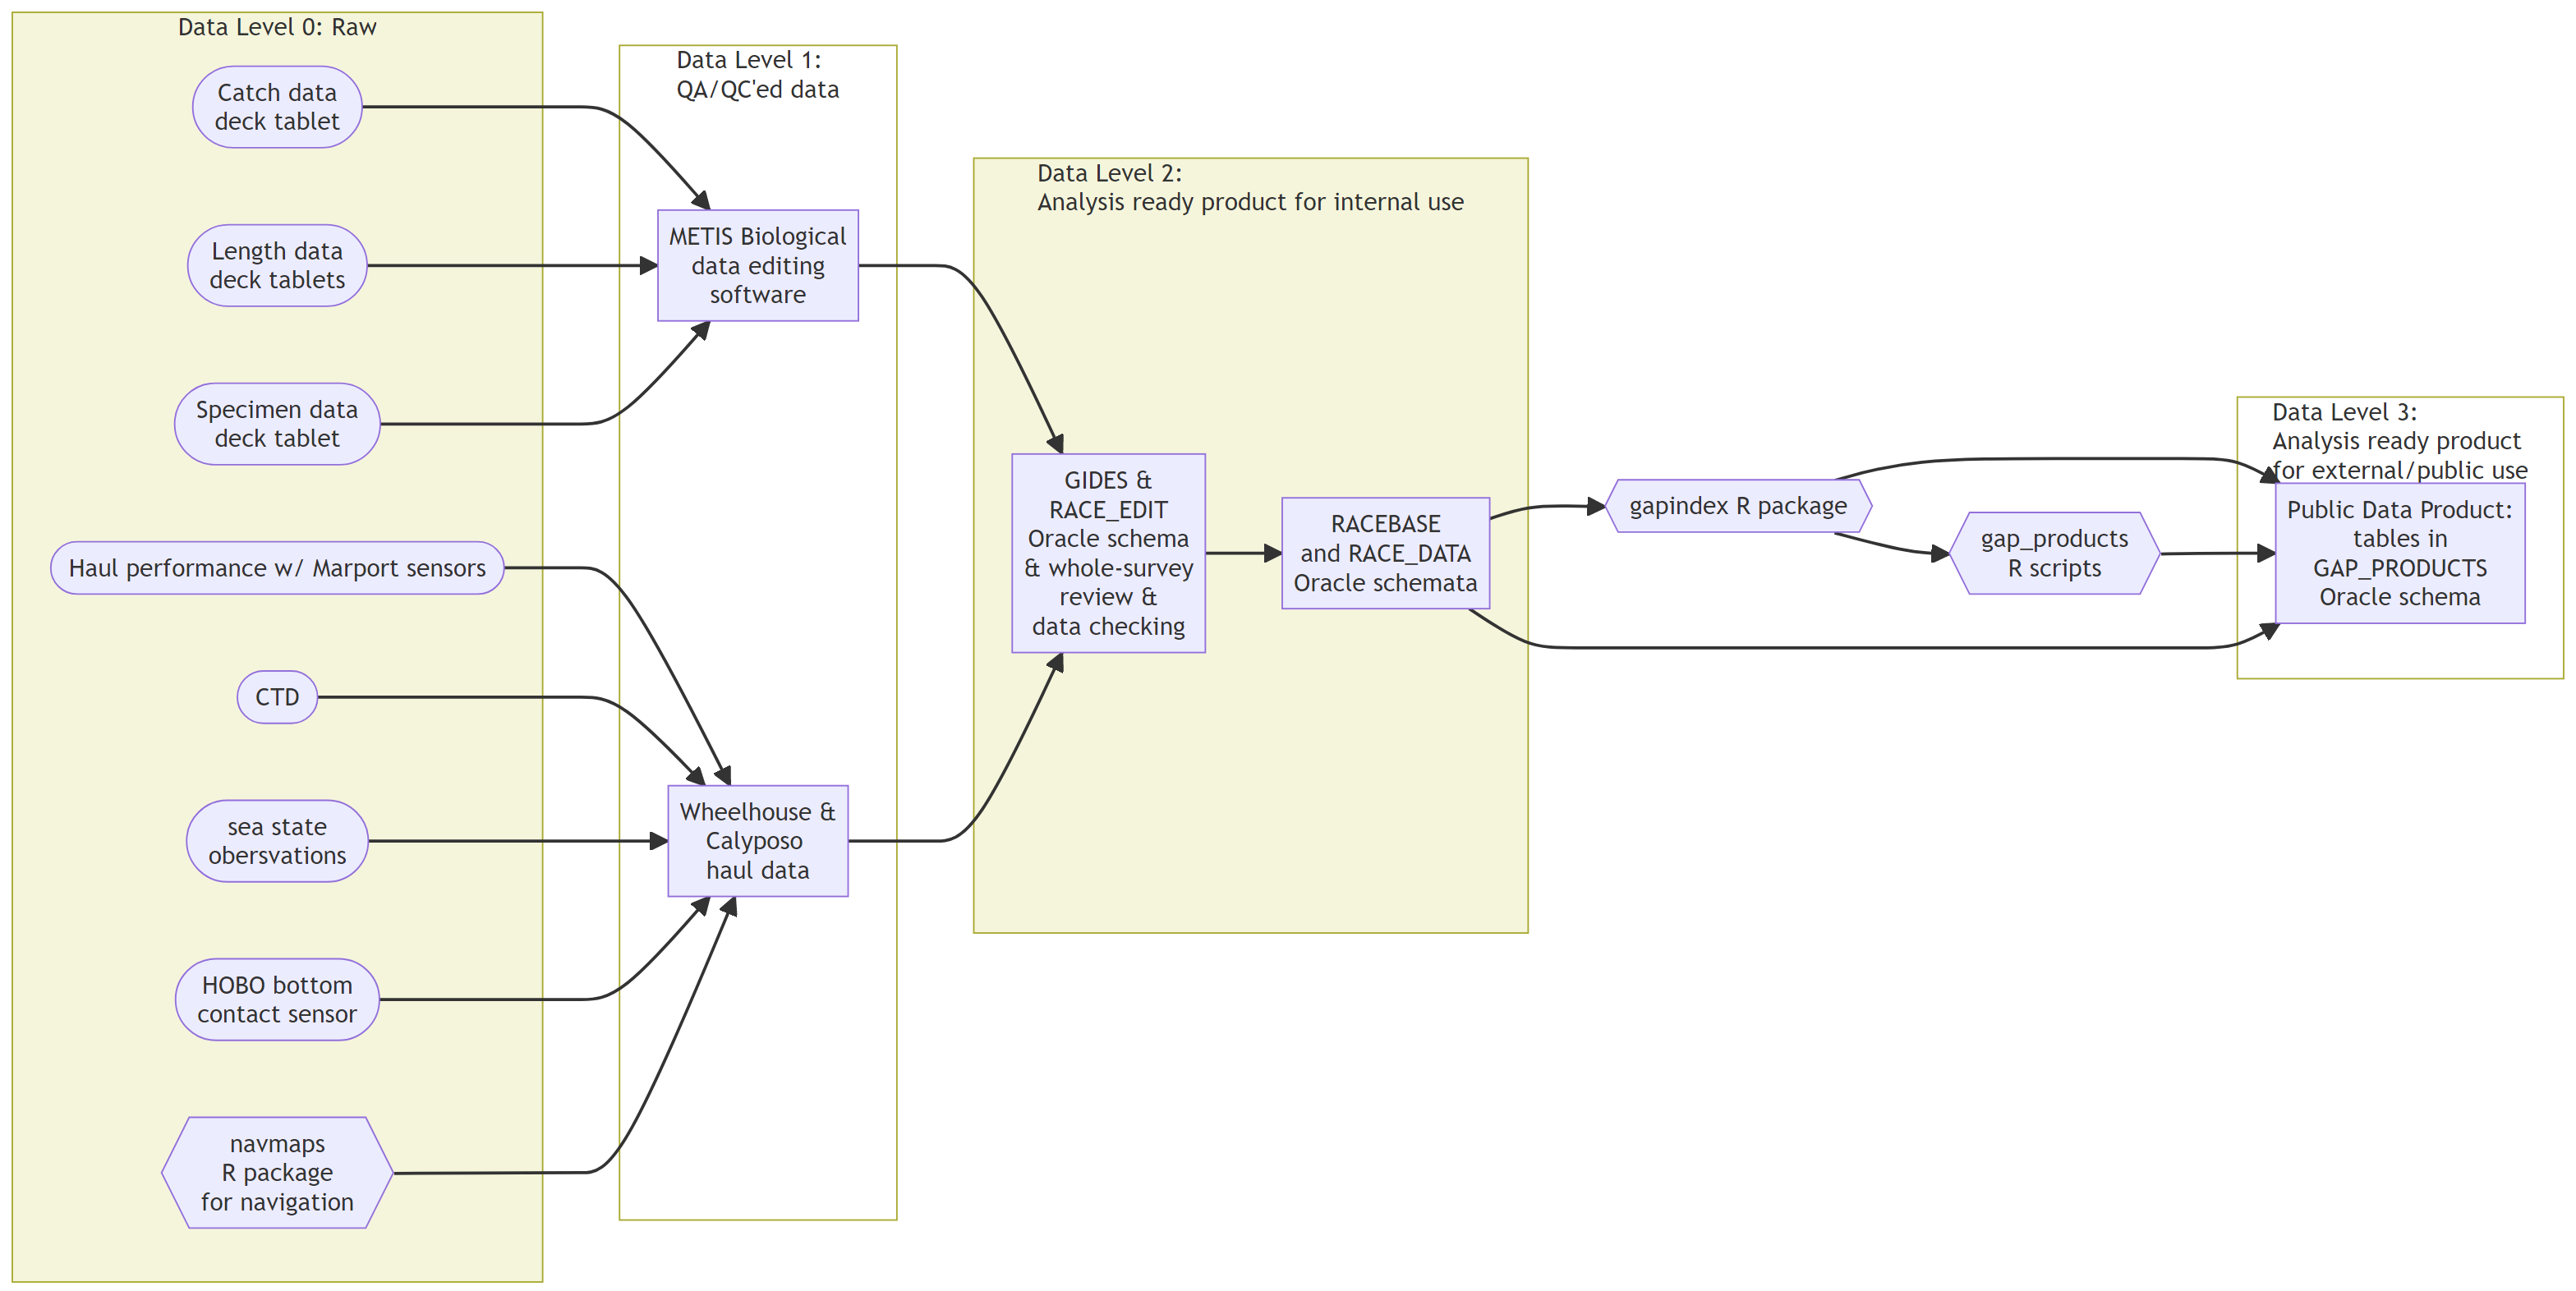 Data Level 0: Raw
Catch data
deck tablet
Length data
deck tablets
Specimen data
deck tablet
Haul performance w/ Marport sensors
CTD
sea state
obersvations
HOBO bottom
contact sensor
navmaps
R package
for navigation
Data Level 1:
QA/QC'ed data
METIS Biological
data editing
software
Wheelhouse &
Calyposo
haul data
Data Level 2:
Analysis ready product for internal use
GIDES &
RACE_EDIT
Oracle schema
& whole-survey
review &
data checking
RACEBASE
and RACE_DATA
Oracle schemata
gapindex R package
gap_products
R scripts
Data Level 3:
Analysis ready product
for external/public use
Public Data Product:
tables in
GAP_PRODUCTS
Oracle schema